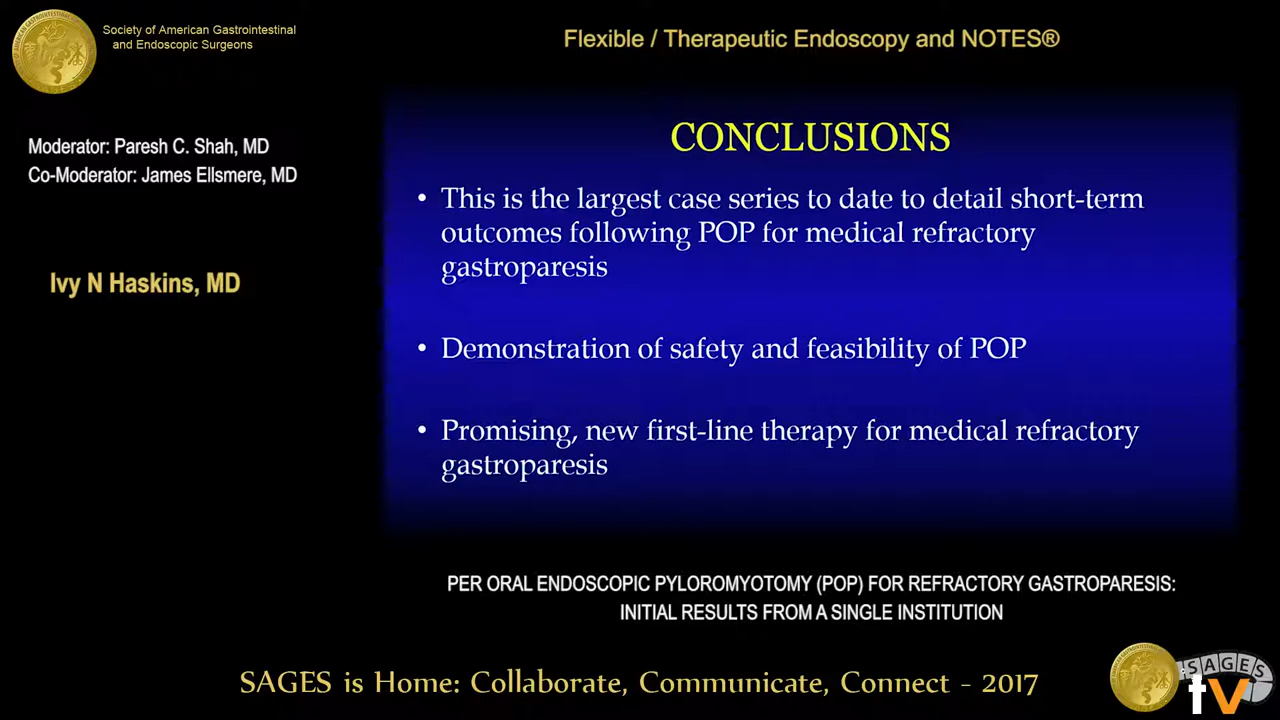 Society of American Gastrointestinal
and Endoscopic Surgeons
Flexible / Therapeutic Endoscopy and NOTES®
Moderator: Paresh C. Shah, MD
Co-Moderator: James Ellsmere, MD
Ivy N Haskins, MD
CONCLUSIONS
• This is the largest case series to date to detail short-term
outcomes following POP for medical refractory
gastroparesis
• Demonstration of safety and feasibility of POP
• Promising, new first-line therapy for medical refractory
gastroparesis
PER ORAL ENDOSCOPIC PYLOROMYOTOMY (POP) FOR REFRACTORY GASTROPARESIS:
INITIAL RESULTS FROM A SINGLE INSTITUTION
SAGES is Home: Collaborate, Communicate, Connect - 2017
SAGES
tv